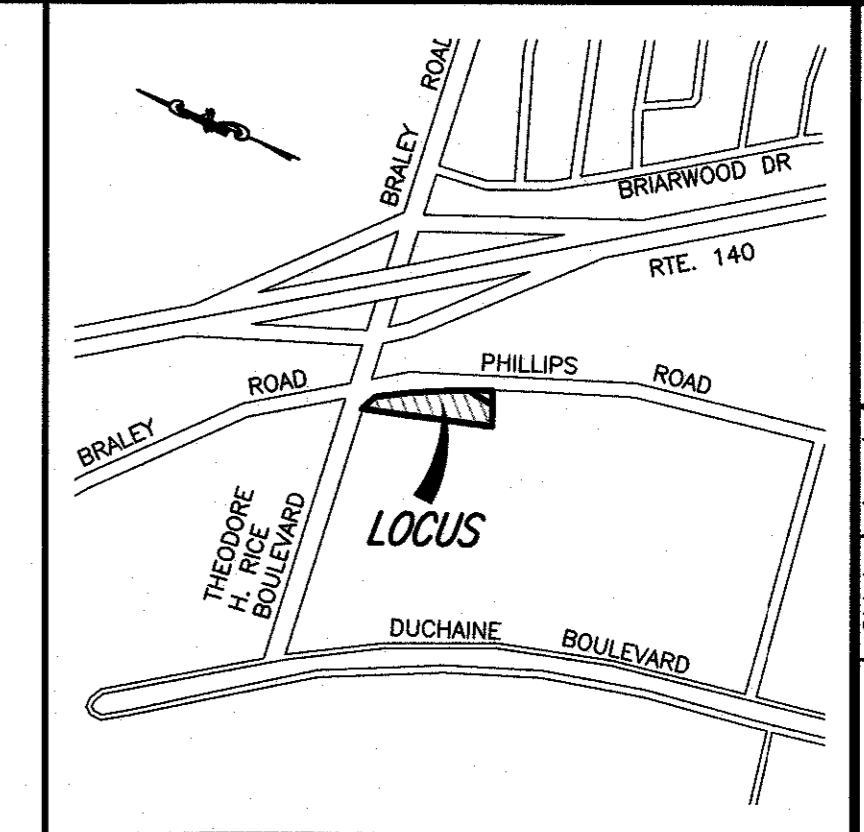 BRALEY ROAD
BRIARWOOD DR
RTE. 140
PHILLIPS ROAD
BRALEY ROAD
LOCUS
THEODORE
H. RICE
BOULEVARD
DUCHAINE BOULEVARD